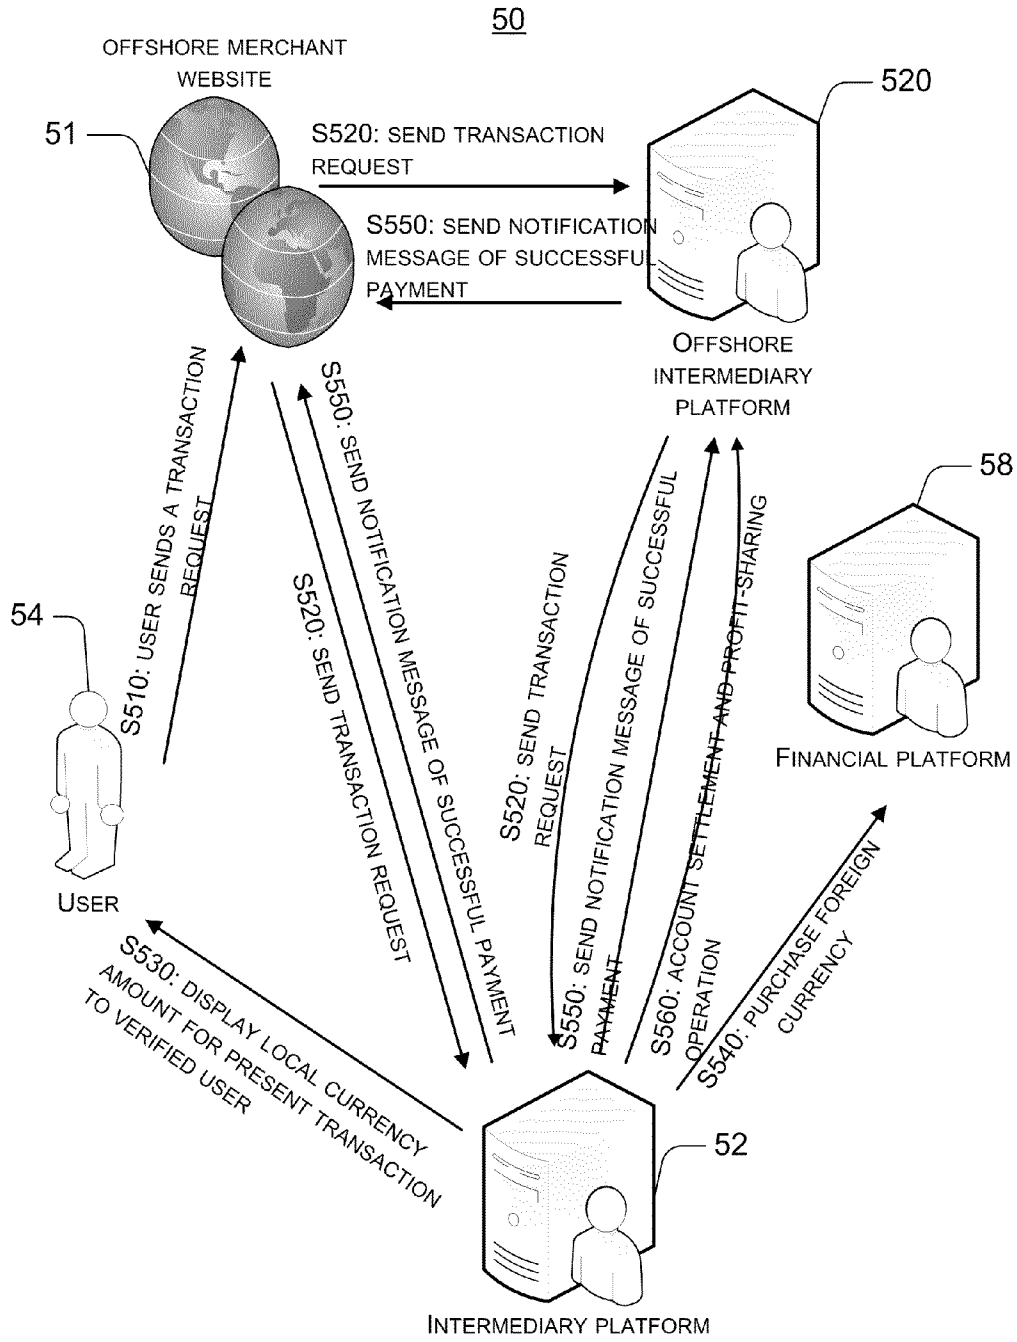 50
OFFSHORE MERCHANT
WEBSITE
51
520
S520: SEND TRANSACTION
REQUEST
S550: SEND NOTIFICATION
MESSAGE OF SUCCESSFUL
PAYMENT
OFFSHORE
INTERMEDIARY
PLATFORM
S510: USER SENDS A TRANSACTION
REQUEST
S550: SEND NOTIFICATION MESSAGE OF SUCCESSFUL PAYMENT
S520: SEND TRANSACTION REQUEST
S520: SEND TRANSACTION
REQUEST
S550: SEND NOTIFICATION MESSAGE OF SUCCESSFUL
PAYMENT
S560: ACCOUNT SETTLEMENT AND PROFIT-SHARING
OPERATION
58
FINANCIAL PLATFORM
54
USER
S530: DISPLAY LOCAL CURRENCY
AMOUNT FOR PRESENT TRANSACTION
TO VERIFIED USER
S540: PURCHASE FOREIGN
CURRENCY
52
INTERMEDIARY PLATFORM